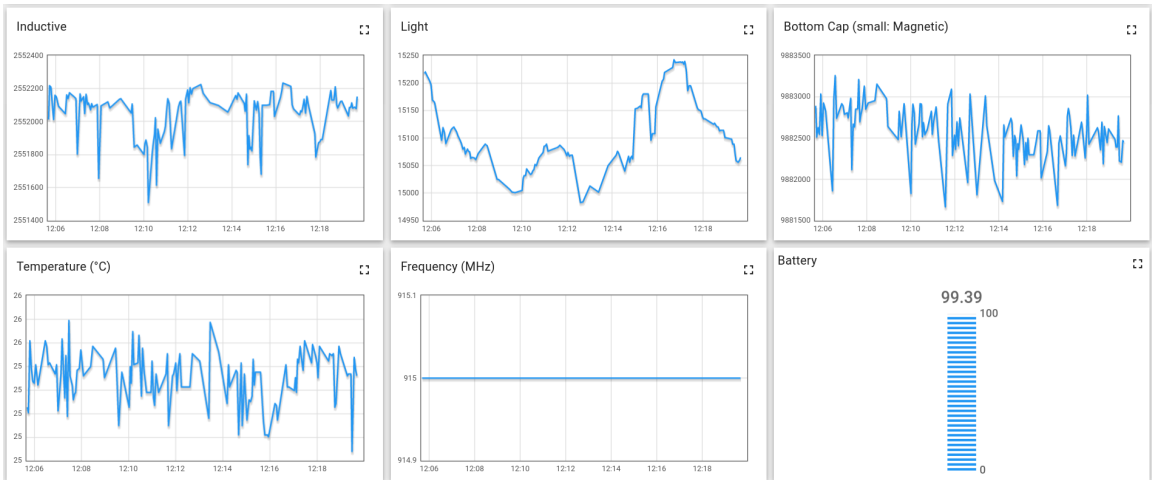 Inductive
2552400
2552200
2552000
2551800
2551600
2551400
12:06 12:08 12:10 12:12 12:14 12:16 12:18
Light
15250
15200
15150
15100
15050
15000
14950
12:06 12:08 12:10 12:12 12:14 12:16 12:18
Bottom Cap (small: Magnetic)
9883500
9883000
9882500
9882000
9881500
12:06 12:08 12:10 12:12 12:14 12:16 12:18
Temperature (°C)
26
26
26
25
25
25
25
25
12:06 12:08 12:10 12:12 12:14 12:16 12:18
Frequency (MHz)
915.1
915
914.9
12:06 12:08 12:10 12:12 12:14 12:16 12:18
Battery
99.39
100
0